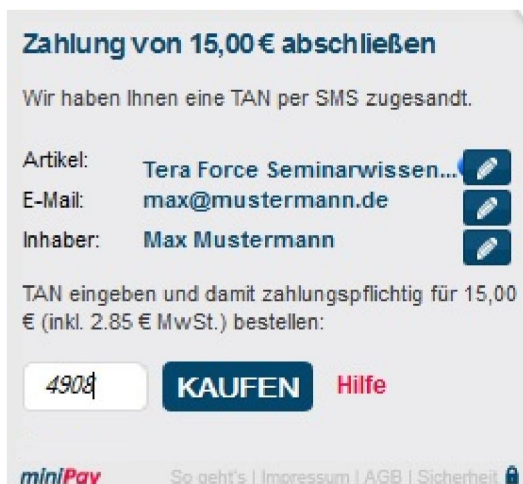 Zahlung von 15,00 € abschließen
Wir haben Ihnen eine TAN per SMS zugesandt.
Artikel: Tera Force Seminarwissen...
E-Mail: max@mustermann.de
Inhaber: Max Mustermann
TAN eingeben und damit zahlungspflichtig für 15,00
€ (inkl. 2.85 € MwSt.) bestellen:
4908 KAUFEN Hilfe
miniPay So geht's | Impressum | AGB | Sicherheit